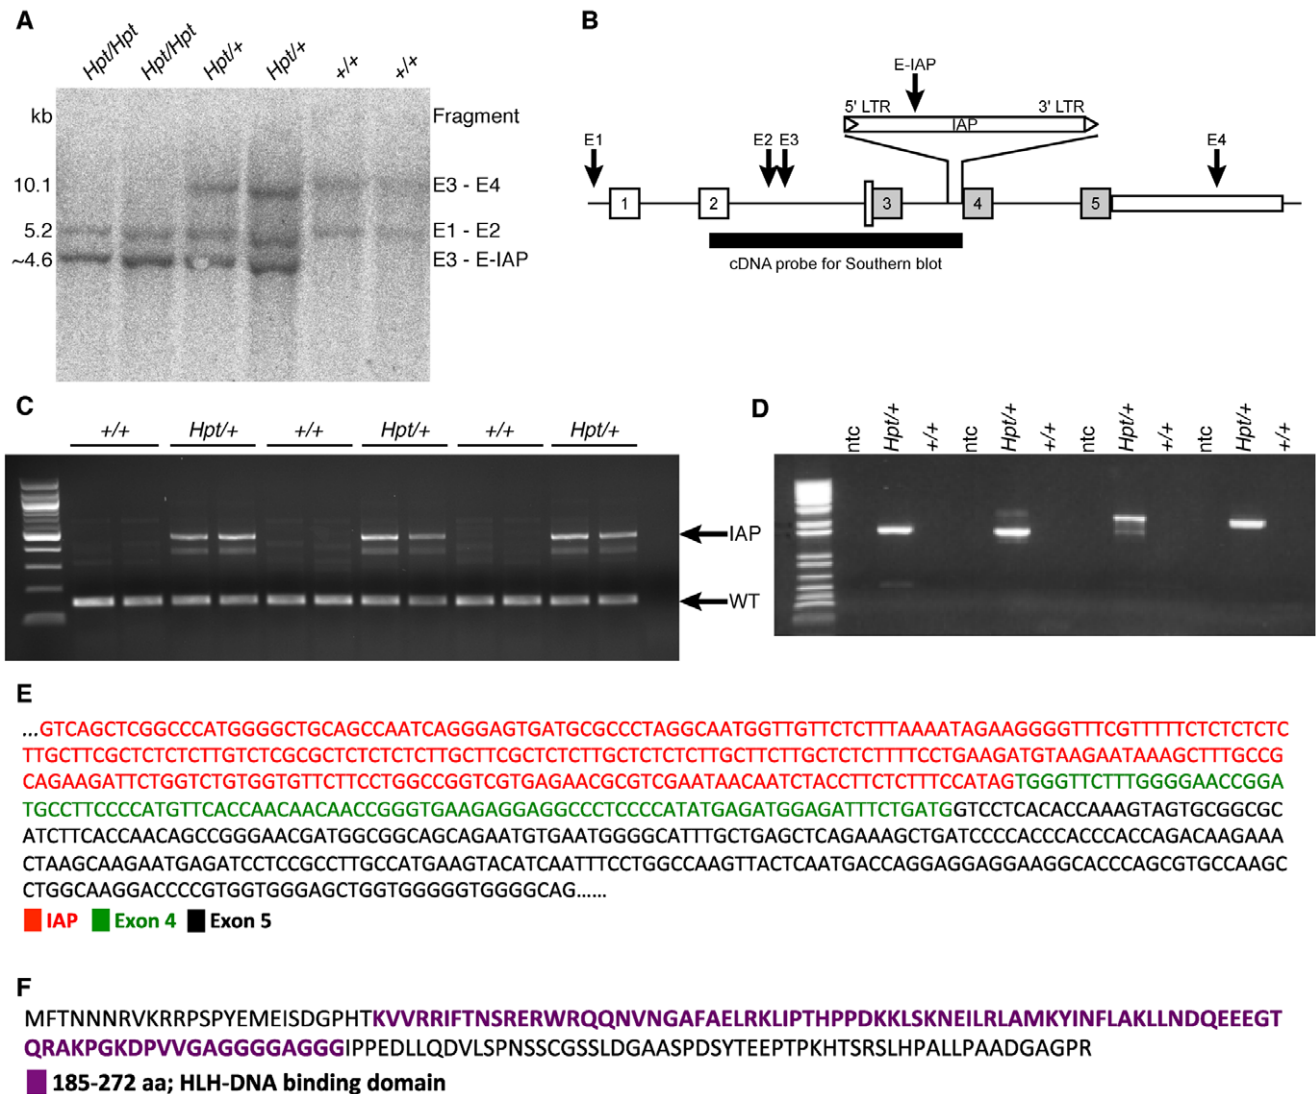 A
Hpt/Hpt
Hpt/Hpt
Hpt/+
Hpt/+
+/+
+/+
kb
Fragment
10.1
E3 - E4
5.2
E1 - E2
~4.6
E3 - E-IAP
B
E-IAP
5' LTR
3' LTR
IAP
E1
E2
E3
E4
1
2
3
4
5
cDNA probe for Southern blot
C
+/+
Hpt/+
+/+
Hpt/+
+/+
Hpt/+
IAP
WT
D
ntc
Hpt/+
+/+
ntc
Hpt/+
+/+
ntc
Hpt/+
+/+
ntc
Hpt/+
+/+
E
...GTCAGCTCGGCCCATGGGGCTGCAGCCAATCAGGGAGTGATGCGCCCTAGGCAATGGTTGTTCTCTTTAAAATAGAAGGGGTTTCGTTTTTCTCTCTCTC
TTGCTTCGCTCTCTCTTGTCTCGCGCTCTCTCTCTTGCTTCGCTCTCTTGCTCTCTCTTGCTTCTTGCTCTCTTTTCCTGAAGATGTAAGAATAAAGCTTTGCCG
CAGAAGATTCTGGTCTGTGGTGTTCTTCCTGGCCGGTCGTGAGAACGCGTCGAATAACAATCTACCTTCTCTTTCCATAGTGGGTTCTTTGGGGAACCGGA
TGCCTTCCCCATGTTCACCAACAACAACCGGGTGAAGAGGAGGCCCTCCCCATATGAGATGGAGATTTCTGATGGTCCTCACACCAAAGTAGTGCGGCGC
ATCTTCACCAACAGCCGGGAACGATGGCGGCAGCAGAATGTGAATGGGGCATTTGCTGAGCTCAGAAAGCTGATCCCCACCCACCCACCAGACAAGAAA
CTAAGCAAGAATGAGATCCTCCGCCTTGCCATGAAGTACATCAATTTCCTGGCCAAGTTACTCAATGACCAGGAGGAGGAAGGCACCCAGCGTGCCAAGC
CTGGCAAGGACCCCGTGGTGGGAGCTGGTGGGGGTGGGGCAG......
IAP
Exon 4
Exon 5
F
MFTNNNRVKRRPSPYEMEISDGPHTKVVRRIFTNSRERWRQQNVNGAFAELRKLIPTHPPDKKLSKNEILRLAMKYINFLAKLLNDQEEEGT
QRAKPGKDPVVGAGGGGAGGGIPPEDLLQDVLSPNSSCGSSLDGAASPDSYTEEPTPKHTSRSLHPALLPAADGAGPR
185-272 aa; HLH-DNA binding domain